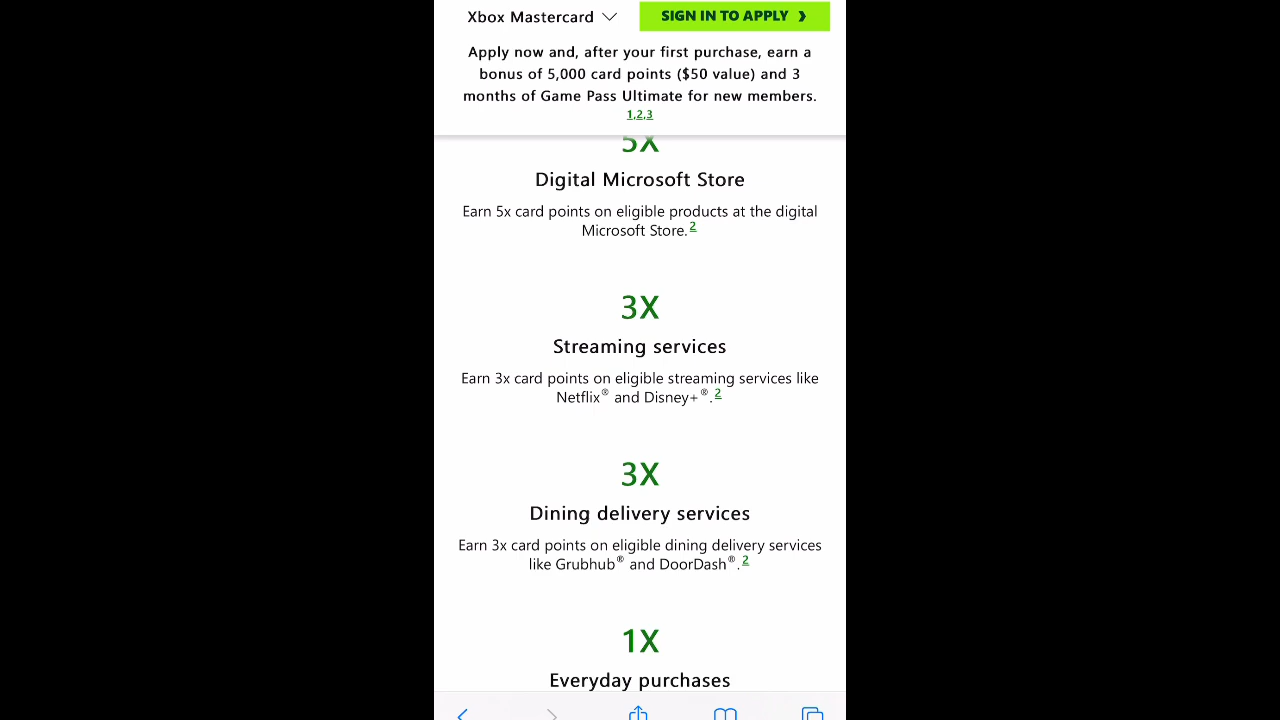 Xbox Mastercard
SIGN IN TO APPLY ❯
Apply now and, after your first purchase, earn a
bonus of 5,000 card points ($50 value) and 3
months of Game Pass Ultimate for new members.
1,2,3
5X
Digital Microsoft Store
Earn 5x card points on eligible products at the digital
Microsoft Store.2
3X
Streaming services
Earn 3x card points on eligible streaming services like
Netflix® and Disney+®.2
3X
Dining delivery services
Earn 3x card points on eligible dining delivery services
like Grubhub® and DoorDash®.2
1X
Everyday purchases